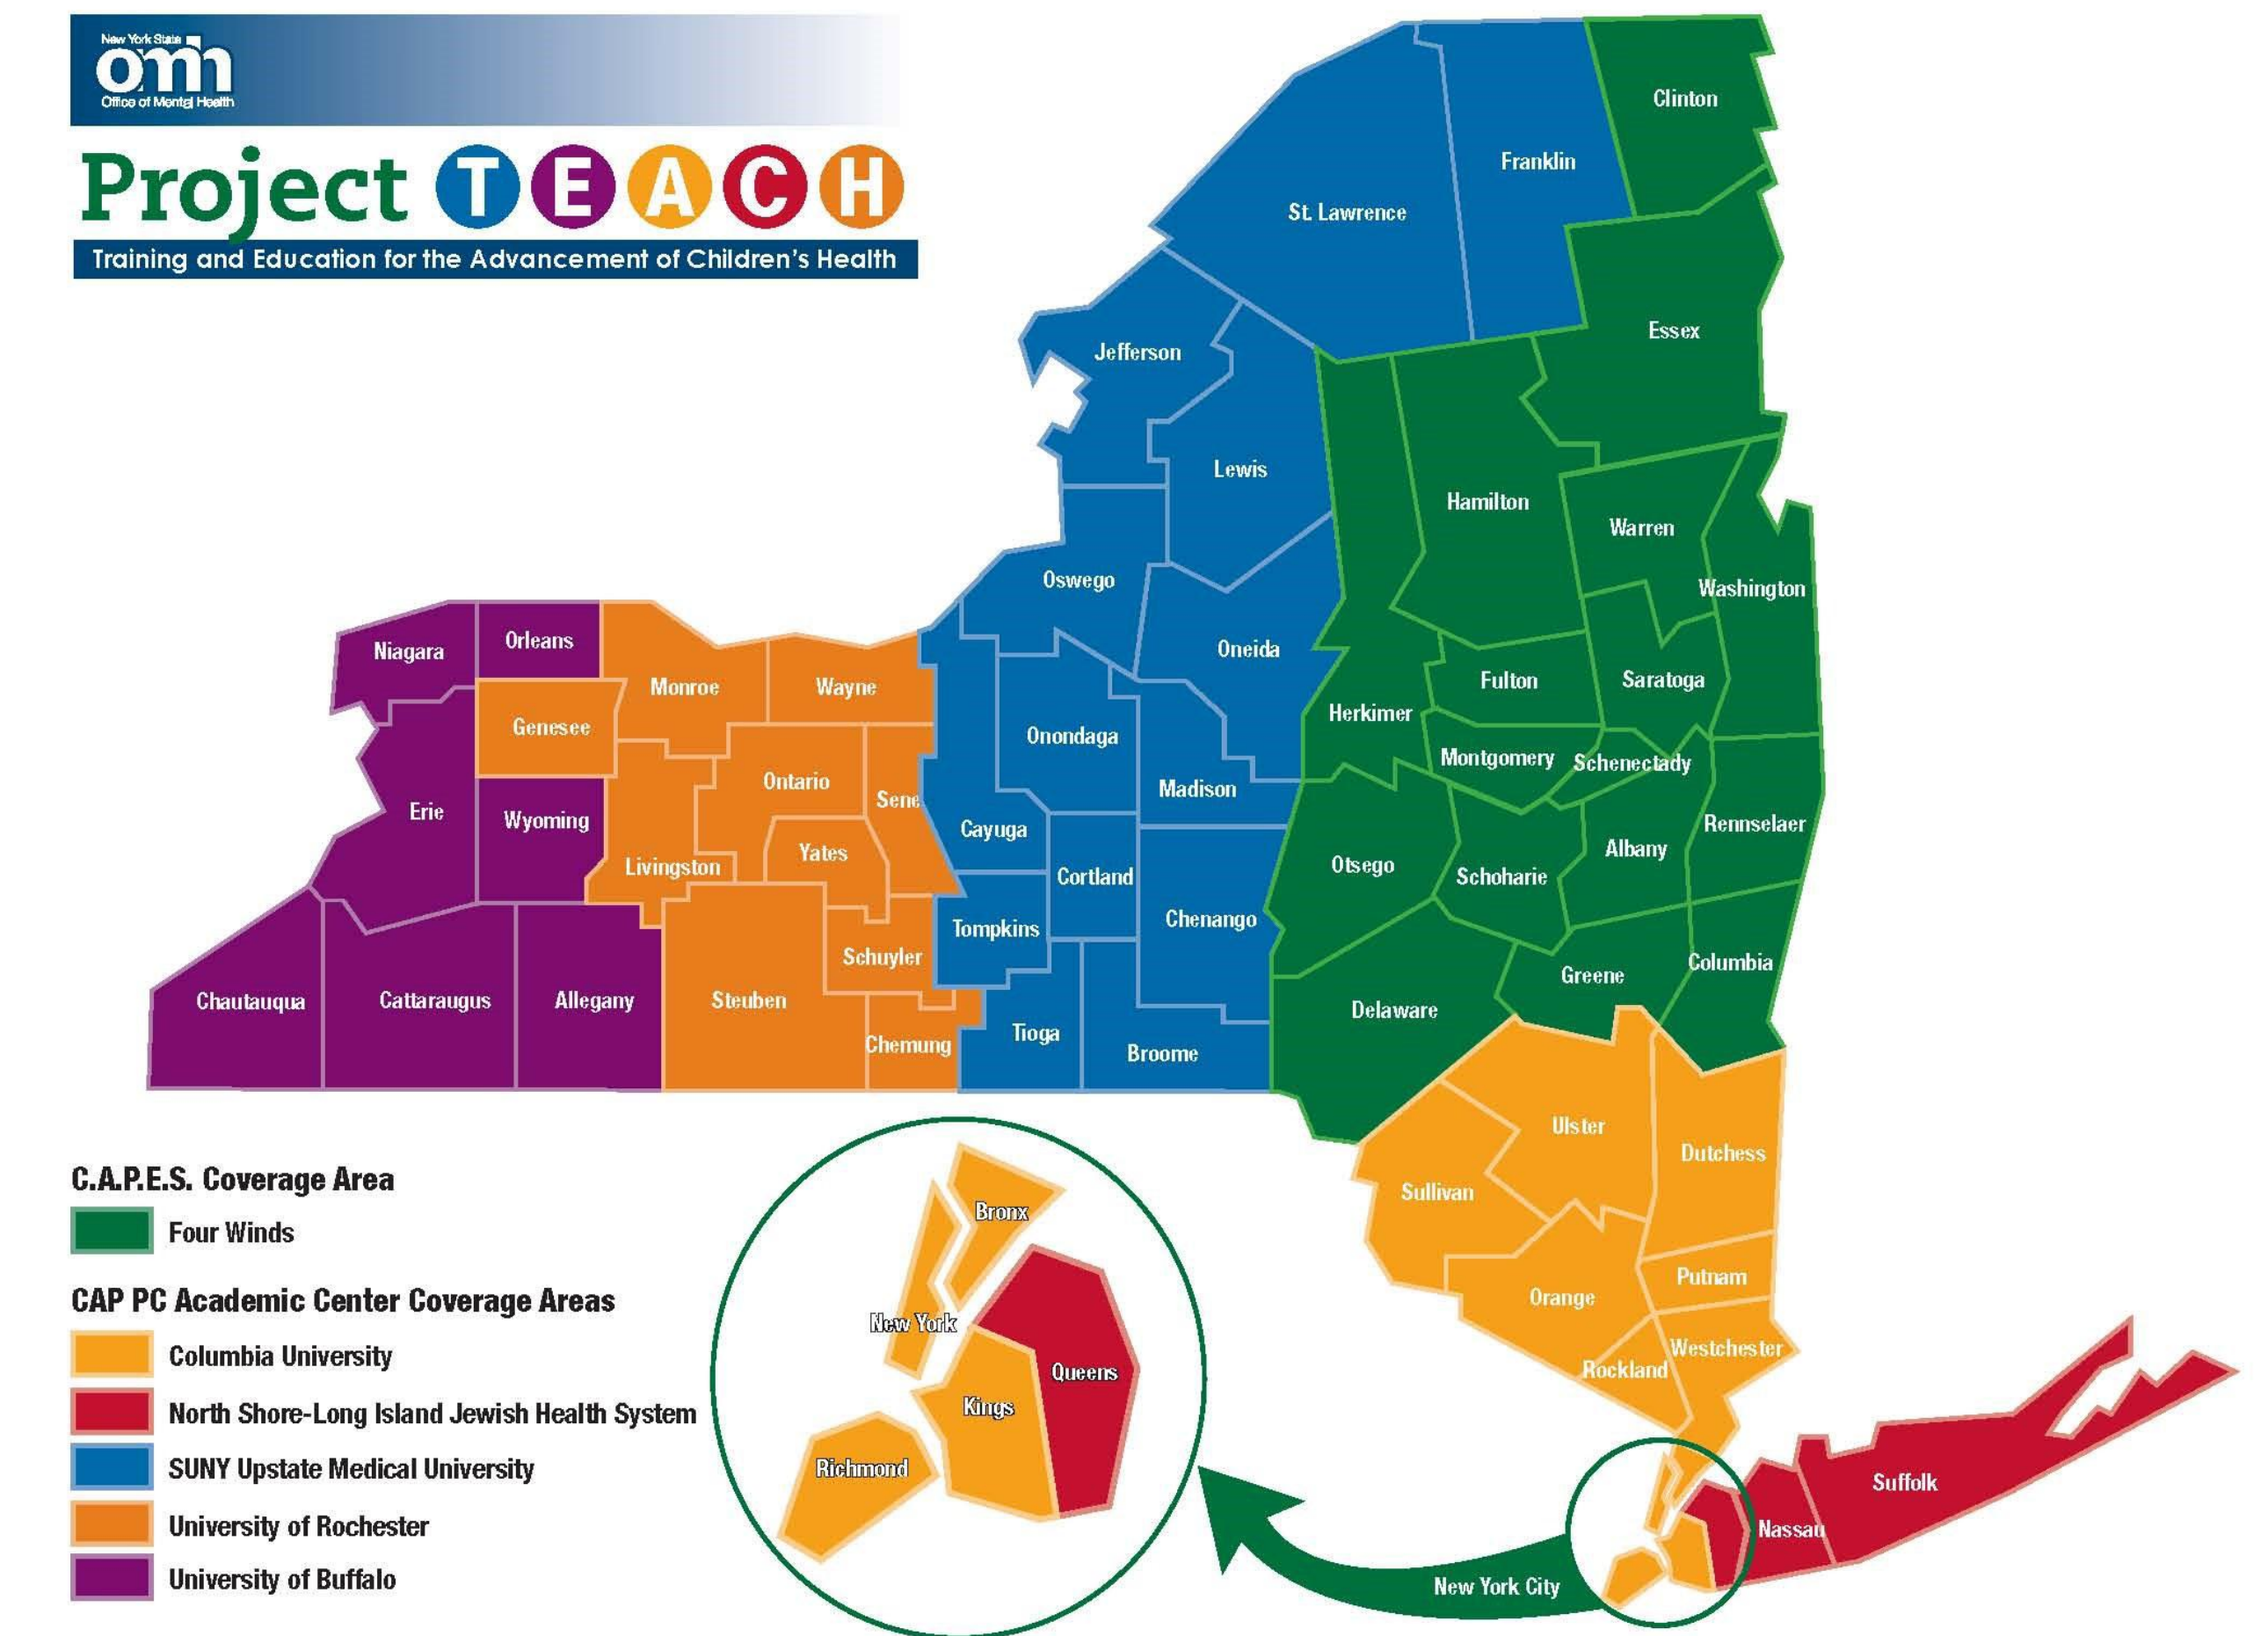 New York State
omh
Office of Mental Health
Project TEACH
Training and Education for the Advancement of Children's Health
Clinton
Franklin
St. Lawrence
Essex
Jefferson
Lewis
Hamilton
Warren
Washington
Oswego
Oneida
Niagara
Orleans
Monroe
Wayne
Fulton
Saratoga
Herkimer
Genesee
Onondaga
Montgomery
Schenectady
Ontario
Sene
Madison
Erie
Wyoming
Cayuga
Rennselaer
Livingston
Yates
Cortland
Otsego
Schoharie
Albany
Tompkins
Chenango
Schuyler
Greene
Columbia
Chautauqua
Cattaraugus
Allegany
Steuben
Chemung
Tioga
Broome
Delaware
Ulster
Dutchess
Sullivan
Putnam
Orange
Westchester
Rockland
Suffolk
Nassau
New York City
Bronx
New York
Queens
Kings
Richmond
C.A.P.E.S. Coverage Area
Four Winds
CAP PC Academic Center Coverage Areas
Columbia University
North Shore-Long Island Jewish Health System
SUNY Upstate Medical University
University of Rochester
University of Buffalo